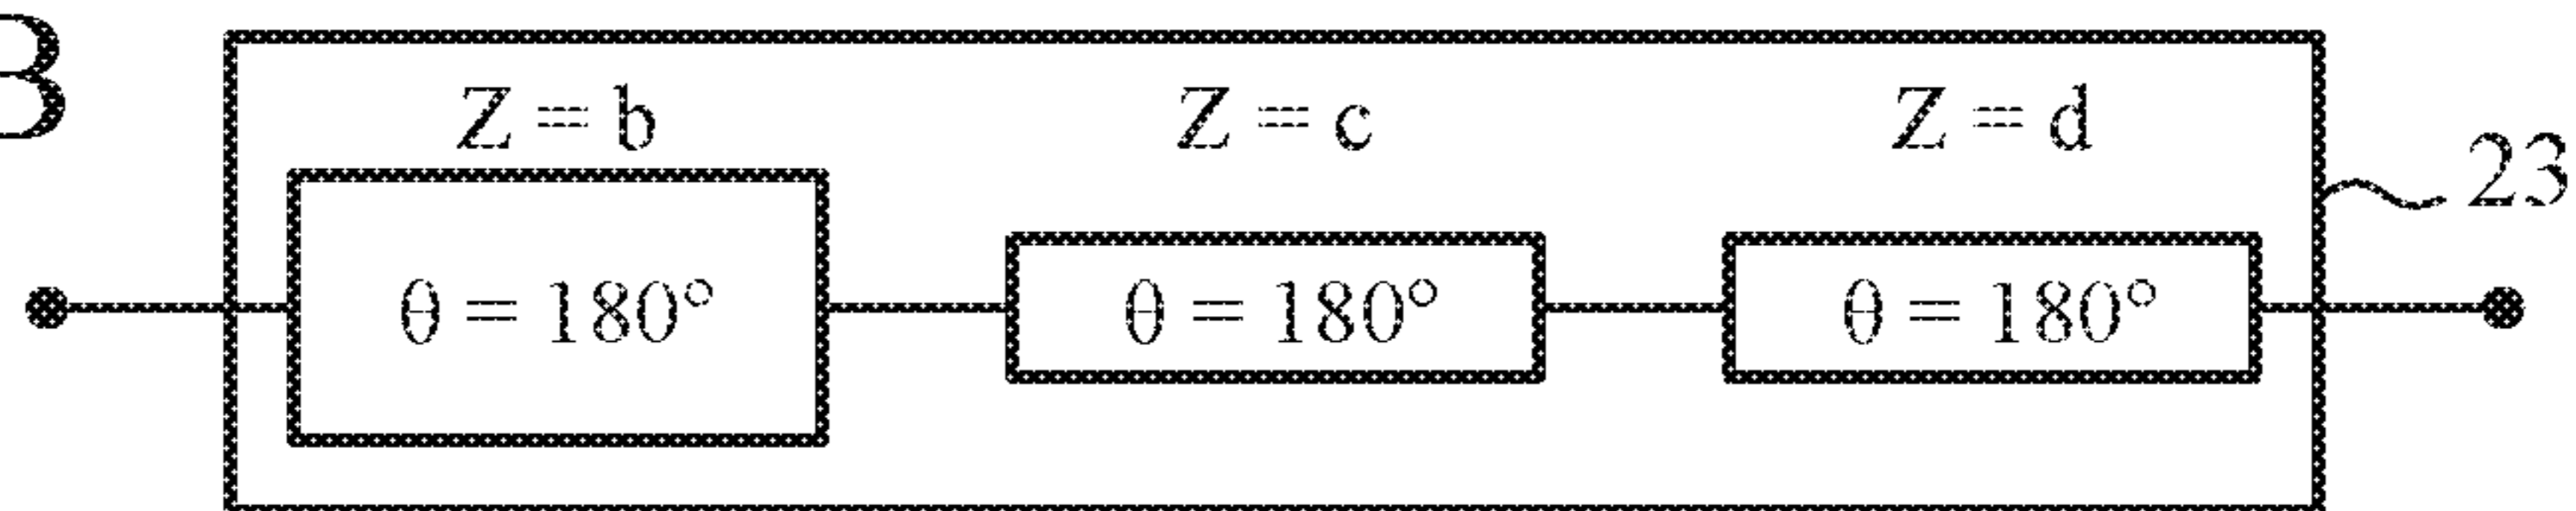 B
Z = b Z = c Z = d
23
θ = 180° θ = 180° θ = 180°